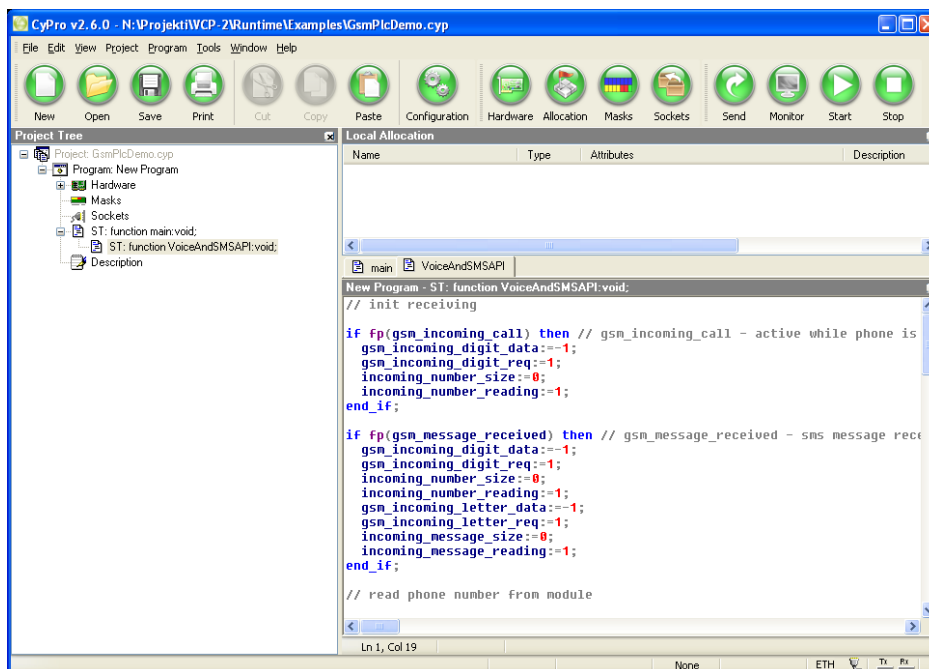 CyPro v2.6.0 - N:\Projekti\VCP-2\Runtime\Examples\GsmPlcDemo.cyp
File Edit View Project Program Tools Window Help
New Open Save Print Cut Copy Paste Configuration Hardware Allocation Masks Sockets Send Monitor Start Stop
Project Tree
Project: GsmPlcDemo.cyp
Program: New Program
Hardware
Masks
Sockets
ST: function main:void;
ST: function VoiceAndSMSAPI:void;
Description
Local Allocation
Name Type Attributes Description
main VoiceAndSMSAPI
New Program - ST: function VoiceAndSMSAPI:void;
// init receiving
if fp(gsm_incoming_call) then // gsm_incoming_call - active while phone is
gsm_incoming_digit_data:=-1;
gsm_incoming_digit_req:=1;
incoming_number_size:=0;
incoming_number_reading:=1;
end_if;
if fp(gsm_message_received) then // gsm_message_received - sms message rece
gsm_incoming_digit_data:=-1;
gsm_incoming_digit_req:=1;
incoming_number_size:=0;
incoming_number_reading:=1;
gsm_incoming_letter_data:=-1;
gsm_incoming_letter_req:=1;
incoming_message_size:=0;
incoming_message_reading:=1;
end_if;
// read phone number from module
Ln 1, Col 19
None ETH Tx Rx